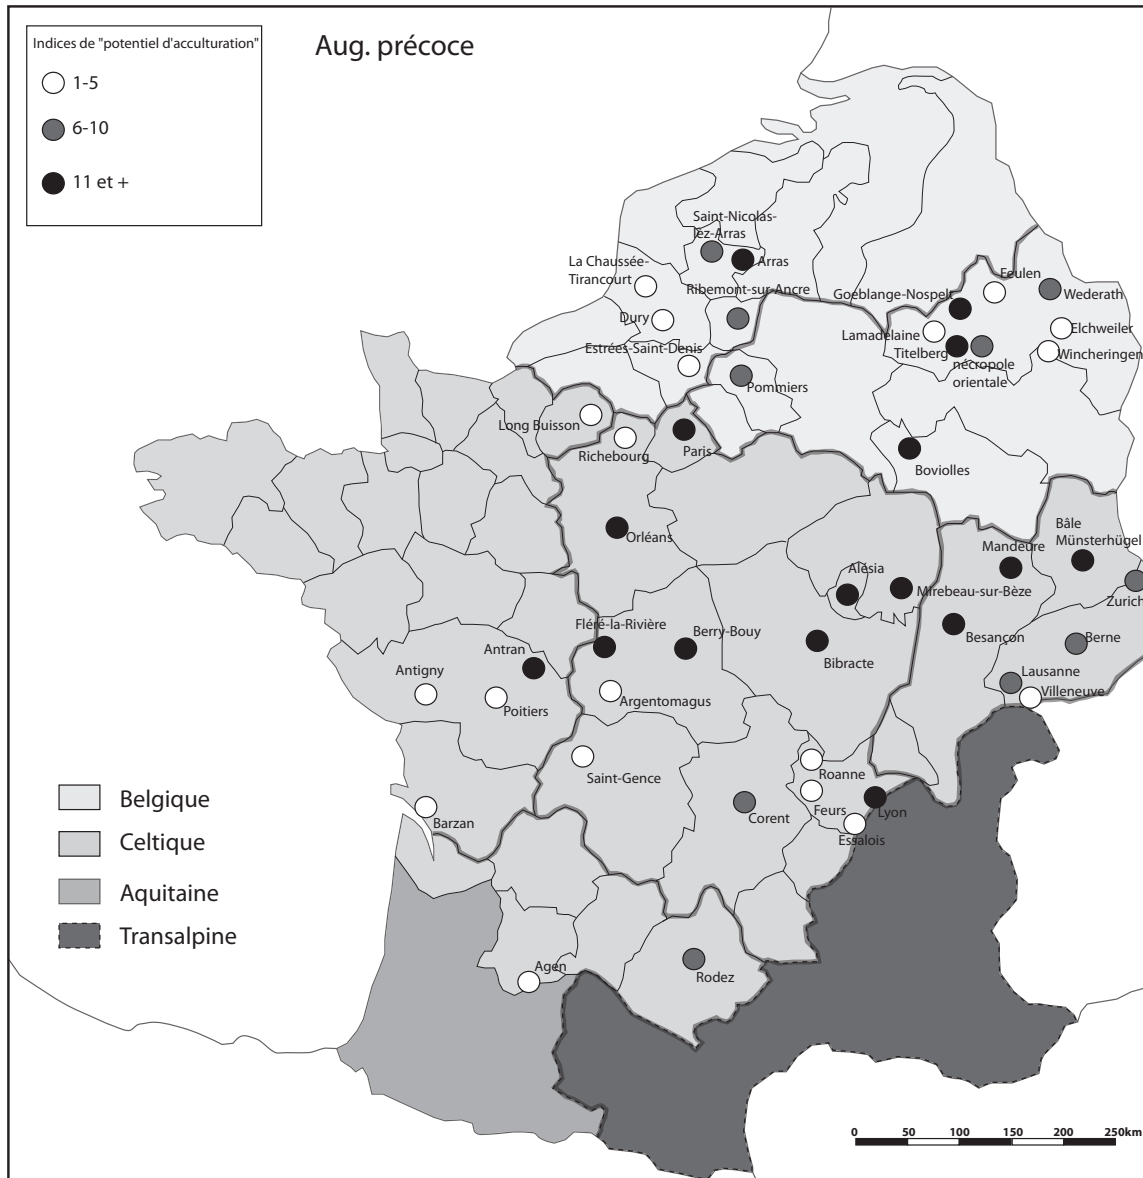 Indices de "potentiel d'acculturation"
1-5
6-10
11 et +
Aug. précoce
Saint-Nicolas-
lez-Arras
Arras
La Chaussée-
Tirancourt
Ribemont-sur-Ancre
Dury
Estrées-Saint-Denis
Pommiers
Feulen
Goeblange-Nospelt
Wederath
Lamadelaine
Elchweiler
Titelberg
Wincheringen
nécropole
orientale
Long Buisson
Richebourg
Paris
Boviolles
Orléans
Bâle
Münsterhügel
Mandeure
Alésia
Mirebeau-sur-Bèze
Zurich
Fléré-la-Rivière
Berry-Bouy
Besançon
Berne
Antran
Bibracte
Antigny
Lausanne
Argentomagus
Villeneuve
Poitiers
Saint-Gence
Roanne
Barzan
Corent
Feurs
Lyon
Essalois
Agen
Rodez
Belgique
Celtique
Aquitaine
Transalpine
0 50 100 150 200 250km